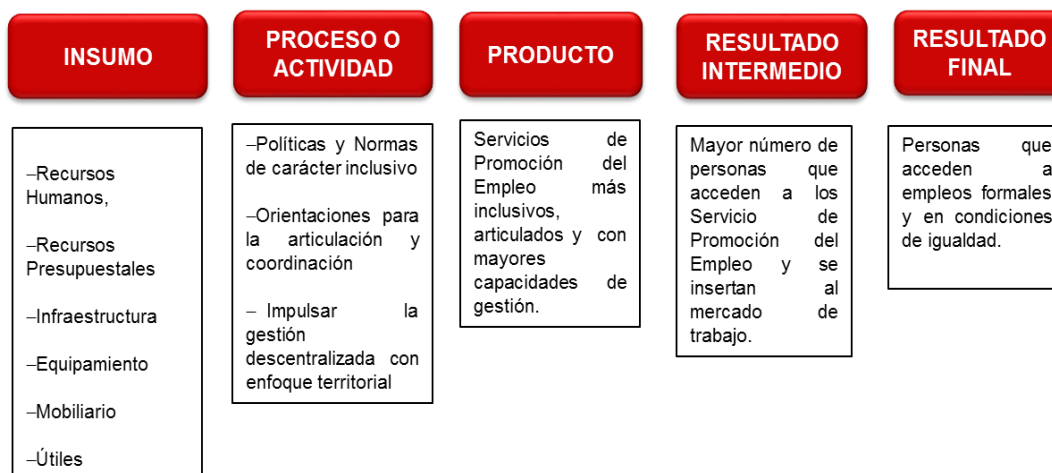 INSUMO
PROCESO O
ACTIVIDAD
PRODUCTO
RESULTADO
INTERMEDIO
RESULTADO
FINAL
–Recursos
Humanos,
–Recursos
Presupuestales
–Infraestructura
–Equipamiento
–Mobiliario
–Útiles
–Políticas y Normas
de carácter inclusivo
–Orientaciones para
la articulación y
coordinación
– Impulsar la
gestión
descentralizada con
enfoque territorial
Servicios de
Promoción del
Empleo más
inclusivos,
articulados y con
mayores
capacidades de
gestión.
Mayor número de
personas que
acceden a los
Servicio de
Promoción del
Empleo y se
insertan al
mercado de
trabajo.
Personas que
acceden a
empleos formales
y en condiciones
de igualdad.